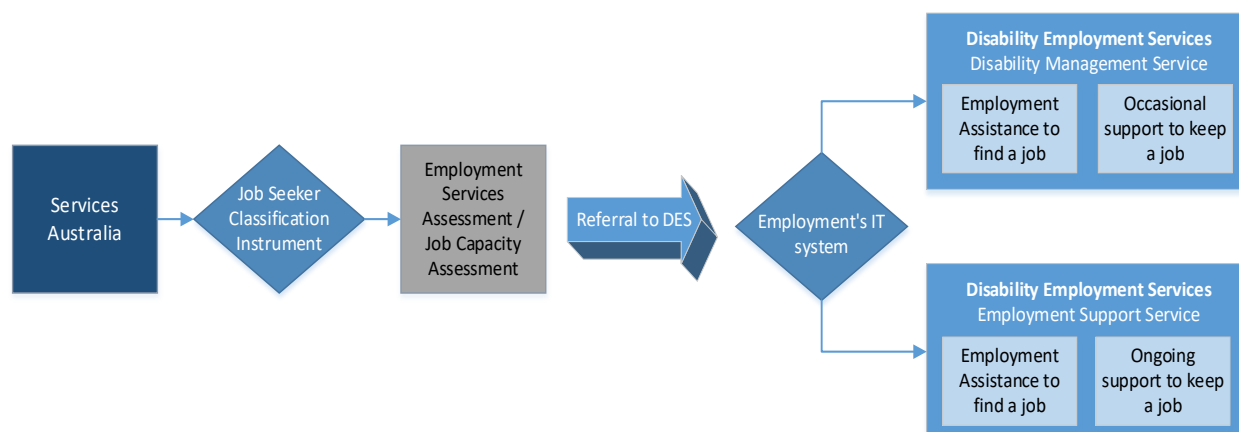 Services
Australia
Job Seeker
Classification
Instrument
Employment
Services
Assessment /
Job Capacity
Assessment
Referral to DES
Employment's IT
system
Disability Employment Services
Disability Management Service
Employment
Assistance to
find a job
Occasional
support to keep
a job
Disability Employment Services
Employment Support Service
Employment
Assistance to
find a job
Ongoing
support to keep
a job